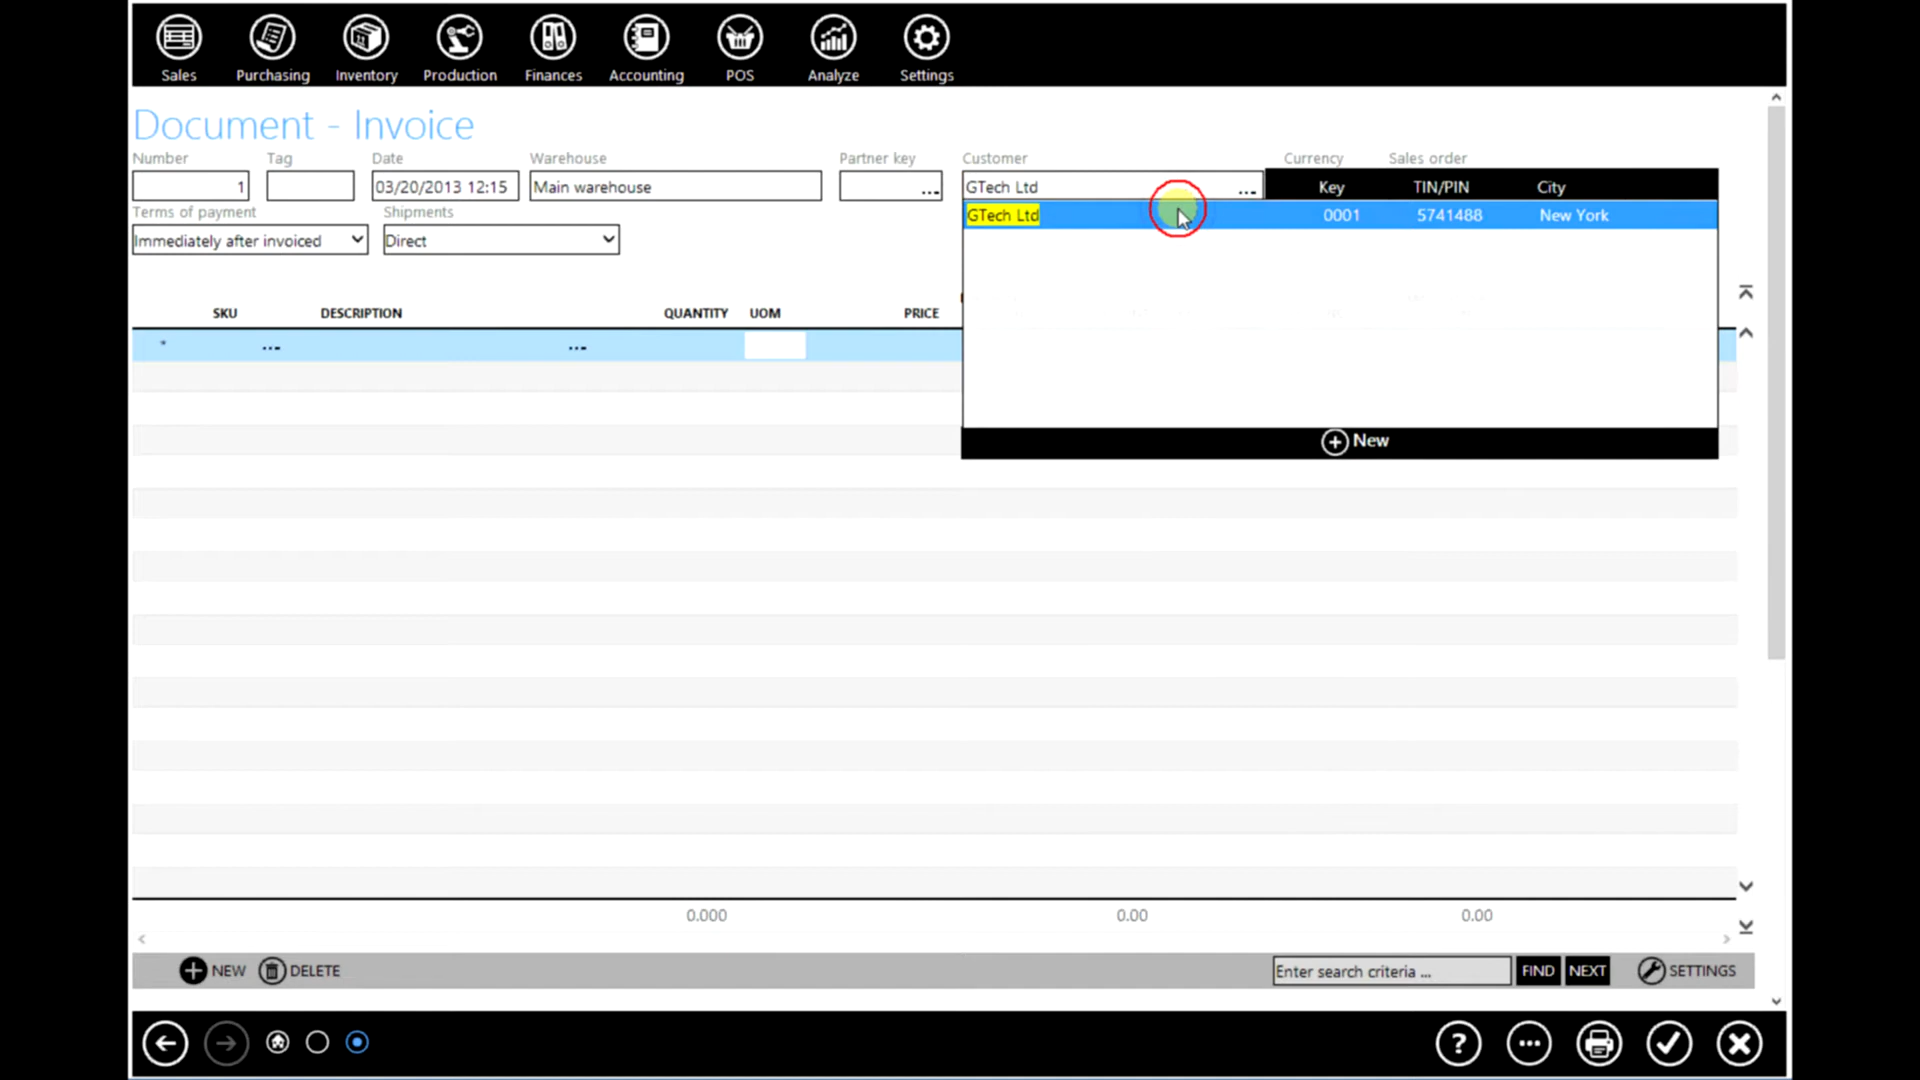 Sales Purchasing Inventory Production Finances Accounting POS Analyze Settings
Document - Invoice
Number Tag Date Warehouse Partner key Customer Currency Sales order
1 03/20/2013 12:15 Main warehouse ... GTech Ltd ... Key TIN/PIN City
GTech Ltd 0001 5741488 New York
Terms of payment Shipments
Immediately after invoiced Direct
SKU DESCRIPTION QUANTITY UOM PRICE
* ... ...
New
0.000 0.00 0.00
NEW DELETE Enter search criteria ... FIND NEXT SETTINGS
?